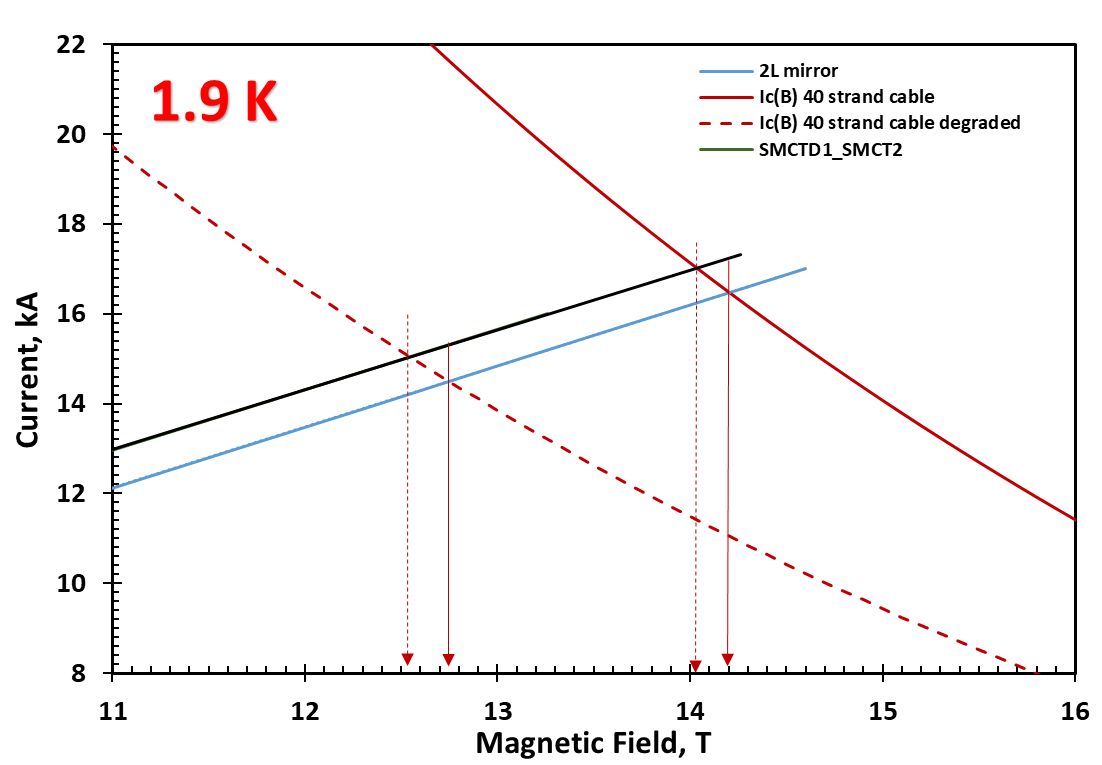 1.9 K
2L mirror
Ic(B) 40 strand cable
Ic(B) 40 strand cable degraded
SMCTD1_SMCT2
Current, kA
22
20
18
16
14
12
10
8
11 12 13 14 15 16
Magnetic Field, T